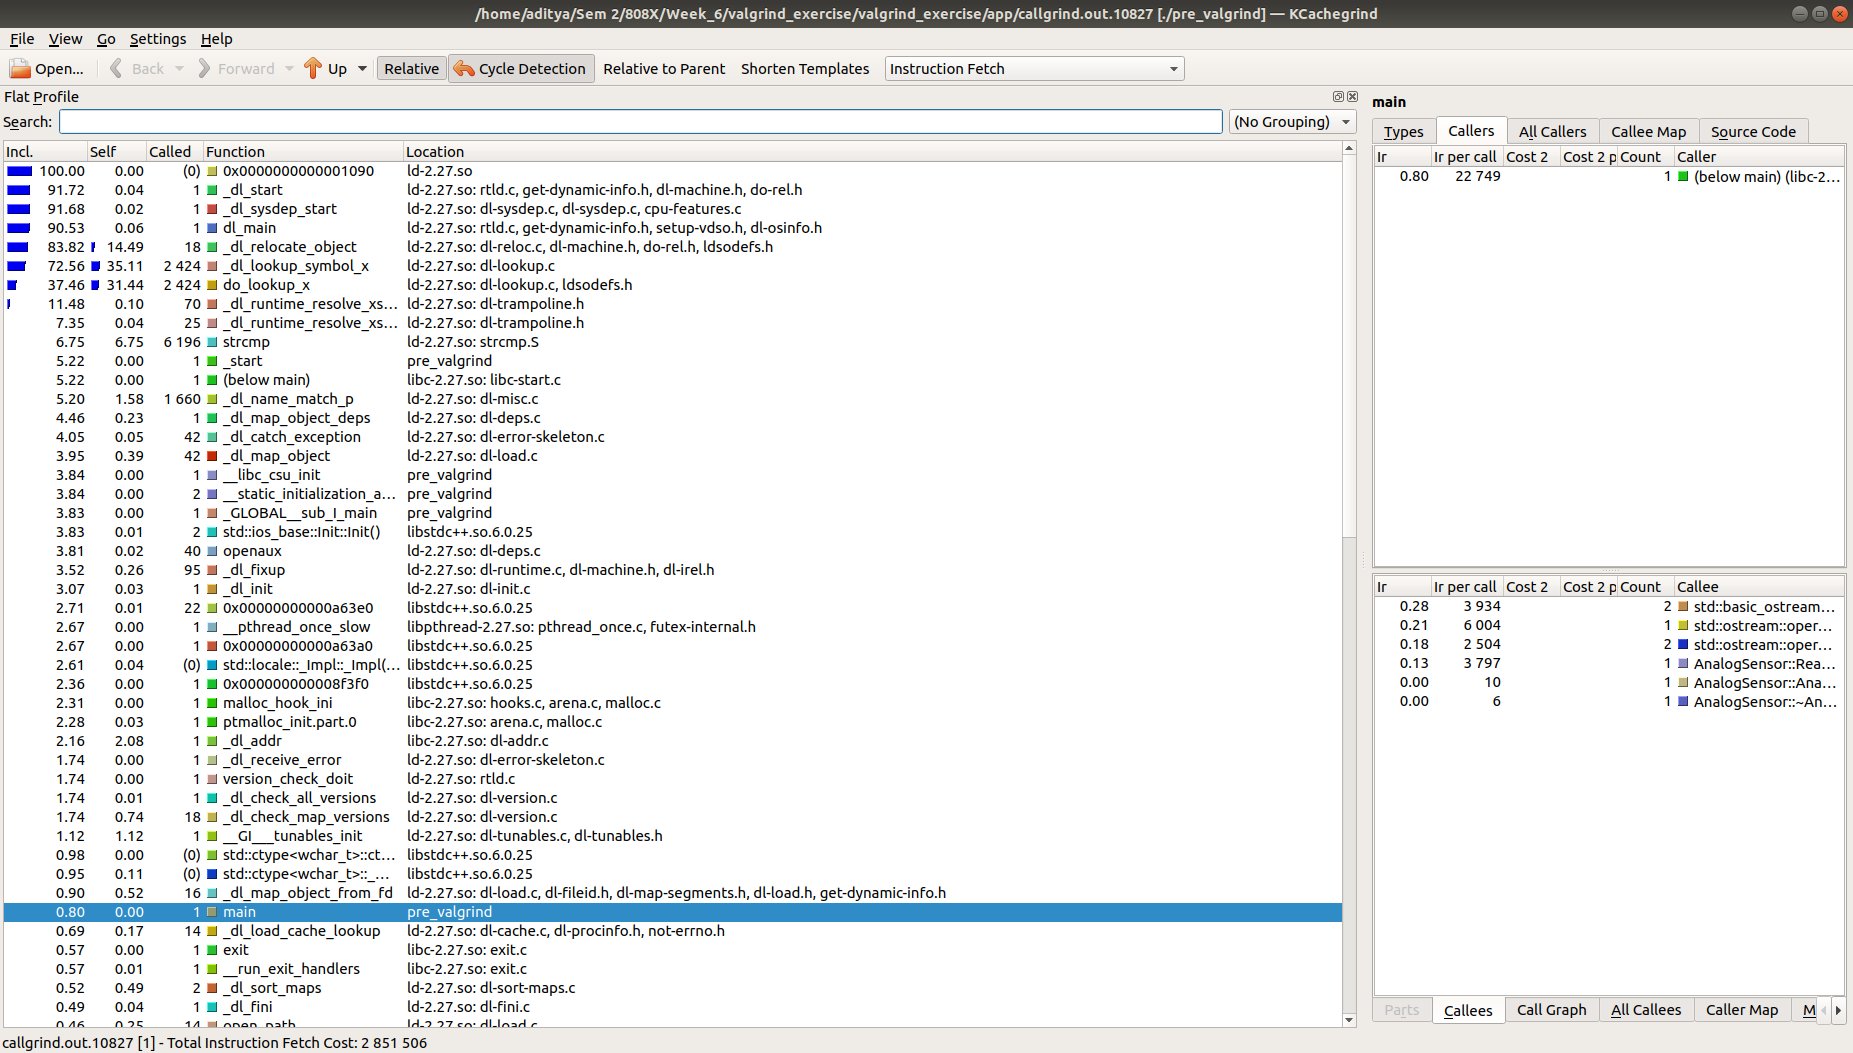 /home/aditya/Sem 2/808X/Week_6/valgrind_exercise/valgrind_exercise/app/callgrind.out.10827 [./pre_valgrind] — KCachegrind
File View Go Settings Help
Open... Back Forward Up Relative Cycle Detection Relative to Parent Shorten Templates Instruction Fetch
Flat Profile
Search: (No Grouping)
Incl. Self Called Function Location
100.00 0.00 (0) 0x0000000000001090 ld-2.27.so
91.72 0.04 1 _dl_start ld-2.27.so: rtld.c, get-dynamic-info.h, dl-machine.h, do-rel.h
91.68 0.02 1 _dl_sysdep_start ld-2.27.so: dl-sysdep.c, dl-sysdep.c, cpu-features.c
90.53 0.06 1 dl_main ld-2.27.so: rtld.c, get-dynamic-info.h, setup-vdso.h, dl-osinfo.h
83.82 14.49 18 _dl_relocate_object ld-2.27.so: dl-reloc.c, dl-machine.h, do-rel.h, ldsodefs.h
72.56 35.11 2 424 _dl_lookup_symbol_x ld-2.27.so: dl-lookup.c
37.46 31.44 2 424 do_lookup_x ld-2.27.so: dl-lookup.c, ldsodefs.h
11.48 0.10 70 _dl_runtime_resolve_xs... ld-2.27.so: dl-trampoline.h
7.35 0.04 25 _dl_runtime_resolve_xs... ld-2.27.so: dl-trampoline.h
6.75 6.75 6 196 strcmp ld-2.27.so: strcmp.S
5.22 0.00 1 _start pre_valgrind
5.22 0.00 1 (below main) libc-2.27.so: libc-start.c
5.20 1.58 1 660 _dl_name_match_p ld-2.27.so: dl-misc.c
4.46 0.23 1 _dl_map_object_deps ld-2.27.so: dl-deps.c
4.05 0.05 42 _dl_catch_exception ld-2.27.so: dl-error-skeleton.c
3.95 0.39 42 _dl_map_object ld-2.27.so: dl-load.c
3.84 0.00 1 __libc_csu_init pre_valgrind
3.84 0.00 2 __static_initialization_a... pre_valgrind
3.83 0.00 1 _GLOBAL__sub_I_main pre_valgrind
3.83 0.01 2 std::ios_base::Init::Init() libstdc++.so.6.0.25
3.81 0.02 40 openaux ld-2.27.so: dl-deps.c
3.52 0.26 95 _dl_fixup ld-2.27.so: dl-runtime.c, dl-machine.h, dl-irel.h
3.07 0.03 1 _dl_init ld-2.27.so: dl-init.c
2.71 0.01 22 0x00000000000a63e0 libstdc++.so.6.0.25
2.67 0.00 1 __pthread_once_slow libpthread-2.27.so: pthread_once.c, futex-internal.h
2.67 0.00 1 0x00000000000a63a0 libstdc++.so.6.0.25
2.61 0.04 (0) std::locale::_Impl::_Impl(... libstdc++.so.6.0.25
2.36 0.00 1 0x000000000008f3f0 libstdc++.so.6.0.25
2.31 0.00 1 malloc_hook_ini libc-2.27.so: hooks.c, arena.c, malloc.c
2.28 0.03 1 ptmalloc_init.part.0 libc-2.27.so: arena.c, malloc.c
2.16 2.08 1 _dl_addr libc-2.27.so: dl-addr.c
1.74 0.00 1 _dl_receive_error ld-2.27.so: dl-error-skeleton.c
1.74 0.00 1 version_check_doit ld-2.27.so: rtld.c
1.74 0.01 1 _dl_check_all_versions ld-2.27.so: dl-version.c
1.74 0.74 18 _dl_check_map_versions ld-2.27.so: dl-version.c
1.12 1.12 1 __GI___tunables_init ld-2.27.so: dl-tunables.c, dl-tunables.h
0.98 0.00 (0) std::ctype<wchar_t>::ct... libstdc++.so.6.0.25
0.95 0.11 (0) std::ctype<wchar_t>::_... libstdc++.so.6.0.25
0.90 0.52 16 _dl_map_object_from_fd ld-2.27.so: dl-load.c, dl-fileid.h, dl-map-segments.h, dl-load.h, get-dynamic-info.h
0.80 0.00 1 main pre_valgrind
0.69 0.17 14 _dl_load_cache_lookup ld-2.27.so: dl-cache.c, dl-procinfo.h, not-errno.h
0.57 0.00 1 exit libc-2.27.so: exit.c
0.57 0.01 1 __run_exit_handlers libc-2.27.so: exit.c
0.52 0.49 2 _dl_sort_maps ld-2.27.so: dl-sort-maps.c
0.49 0.04 1 _dl_fini ld-2.27.so: dl-fini.c
0.46 0.25 14 open_path ld-2.27.so: dl-load.c
main
Types Callers All Callers Callee Map Source Code
Ir Ir per call Cost 2 Cost 2 p Count Caller
0.80 22 749 1 (below main) (libc-2...
Ir Ir per call Cost 2 Cost 2 p Count Callee
0.28 3 934 2 std::basic_ostream...
0.21 6 004 1 std::ostream::oper...
0.18 2 504 2 std::ostream::oper...
0.13 3 797 1 AnalogSensor::Rea...
0.00 10 1 AnalogSensor::Ana...
0.00 6 1 AnalogSensor::~An...
Parts Callees Call Graph All Callees Caller Map M
callgrind.out.10827 [1] - Total Instruction Fetch Cost: 2 851 506